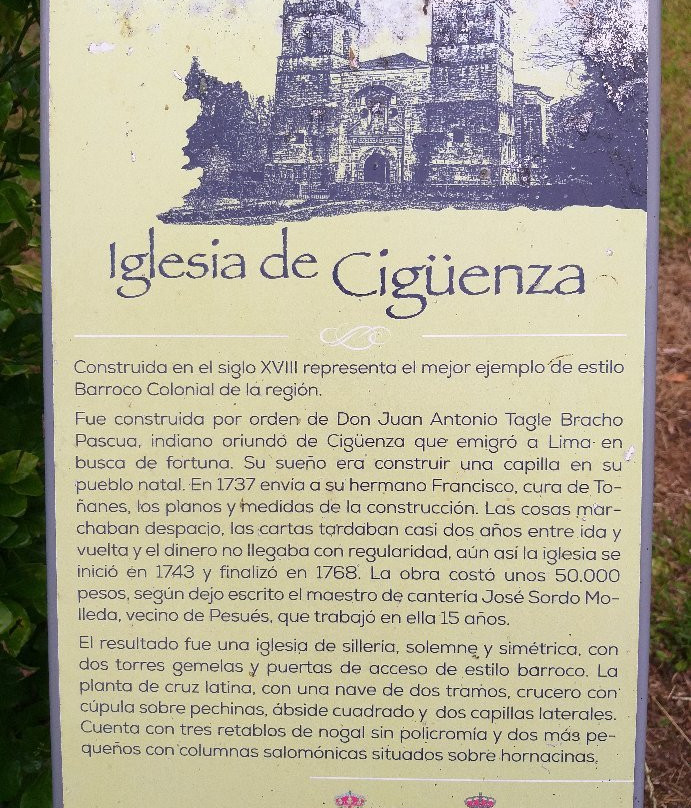 Iglesia de Cigüenza
Construida en el siglo XVIII representa el mejor ejemplo de estilo
Barroco Colonial de la región.
Fue construida por orden de Don Juan Antonio Tagle Bracho
Pascua, indiano oriundo de Cigüenza que emigró a Lima en
busca de fortuna. Su sueño era construir una capilla en su
pueblo natal. En 1737 envia a su hermano Francisco, cura de To-
ñanes, los planos y medidas de la construcción. Las cosas mar-
chaban despacio, las cartas tardaban casi dos años entre ida y
vuelta y el dinero no llegaba con regularidad, aún así la iglesia se
inició en 1743 y finalizó en 1768. La obra costó unos 50.000
pesos, según dejo escrito el maestro de cantería José Sordo Mo-
lleda, vecino de Pesués, que trabajó en ella 15 años.
El resultado fue una iglesia de sillería, solemne y simétrica, con
dos torres gemelas y puertas de acceso de estilo barroco. La
planta de cruz latina, con una nave de dos tramos, crucero con
cúpula sobre pechinas, ábside cuadrado y dos capillas laterales.
Cuenta con tres retablos de nogal sin policromía y dos más pe-
queños con columnas salomónicas situados sobre hornacinas.